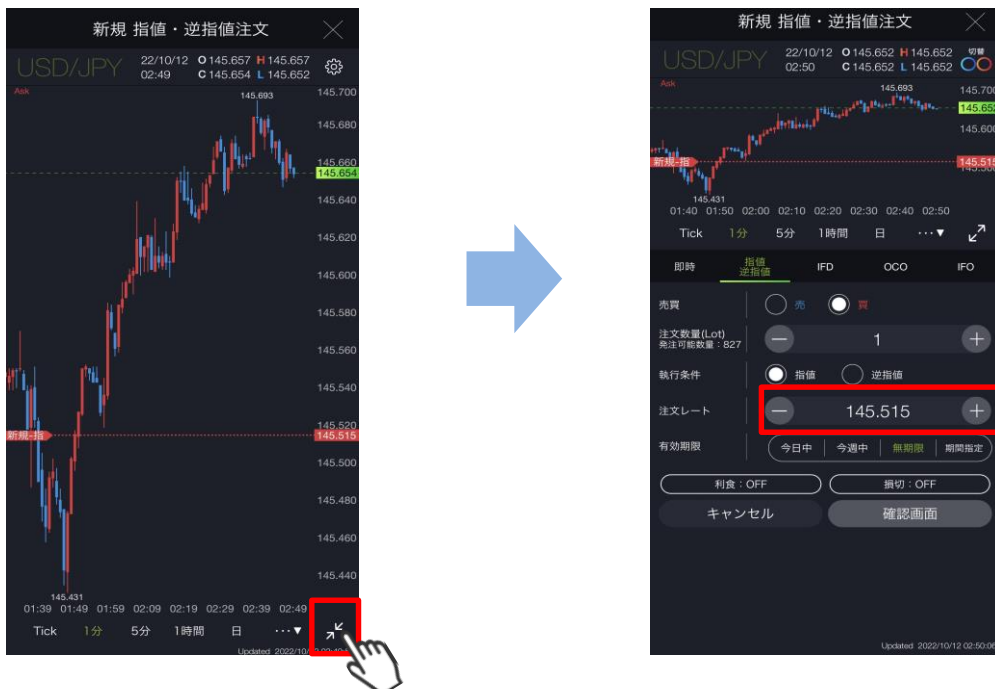 新規 指値・逆指値注文
USD/JPY
22/10/12 O 145.657 H 145.657
02:49 C 145.654 L 145.652
Ask
145.693
145.700
145.680
145.660
145.654
145.640
145.620
145.600
145.580
145.560
145.540
145.520
新規-指
145.515
145.500
145.480
145.460
145.440
145.431
01:39 01:49 01:59 02:09 02:19 02:29 02:39 02:49
Tick 1分 5分 1時間 日 ···▼
Updated 2022/10/
新規 指値・逆指値注文
USD/JPY
22/10/12 O 145.652 H 145.652
02:50 C 145.652 L 145.652
切替
Ask
145.693
145.700
145.652
145.600
新規-指
145.515
145.431
01:40 01:50 02:00 02:10 02:20 02:30 02:40 02:50
Tick 1分 5分 1時間 日 ···▼
即時 指値 逆指値 IFD OCO IFO
売買 売 買
注文数量(Lot)
発注可能数量：827
1
執行条件 指値 逆指値
注文レート 145.515
有効期限 今日中 今週中 無期限 期間指定
利食：OFF 損切：OFF
キャンセル 確認画面
Updated 2022/10/12 02:50:06